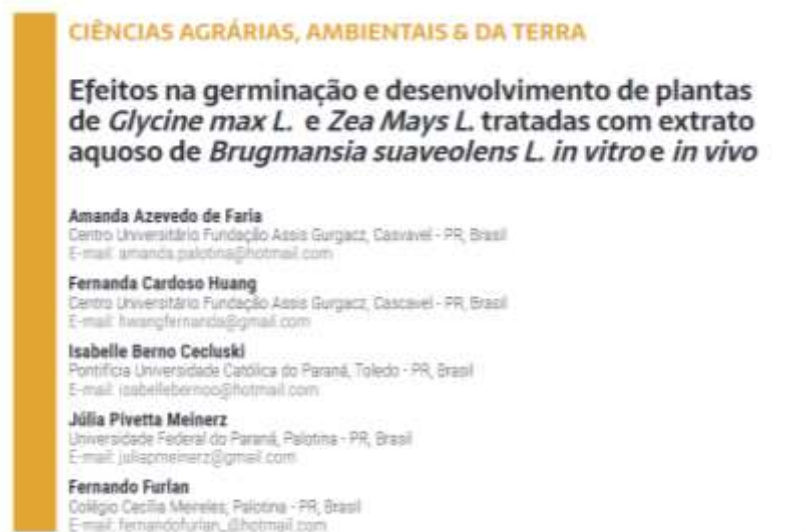 CIÊNCIAS AGRÁRIAS, AMBIENTAIS & DA TERRA
Efeitos na germinação e desenvolvimento de plantas
de Glycine max L. e Zea Mays L. tratadas com extrato
aquoso de Brugmansia suaveolens L. in vitro e in vivo
Amanda Azevedo de Faria
Centro Universitário Fundação Assis Gurgacz, Casvavel - PR, Brasil
E-mail: amanda.palotina@hotmail.com
Fernanda Cardoso Huang
Centro Universitário Fundação Assis Gurgacz, Cascavel - PR, Brasil
E-mail: hwangfernanda@gmail.com
Isabelle Berno Cecluski
Pontifícia Universidade Católica do Paraná, Toledo - PR, Brasil
E-mail: isabellebernoo@hotmail.com
Júlia Pivetta Meinerz
Universidade Federal do Paraná, Palotina - PR, Brasil
E-mail: juliapmeinerz@gmail.com
Fernando Furlan
Colégio Cecília Meireles, Palotina - PR, Brasil
E-mail: fernandofurlan_@hotmail.com